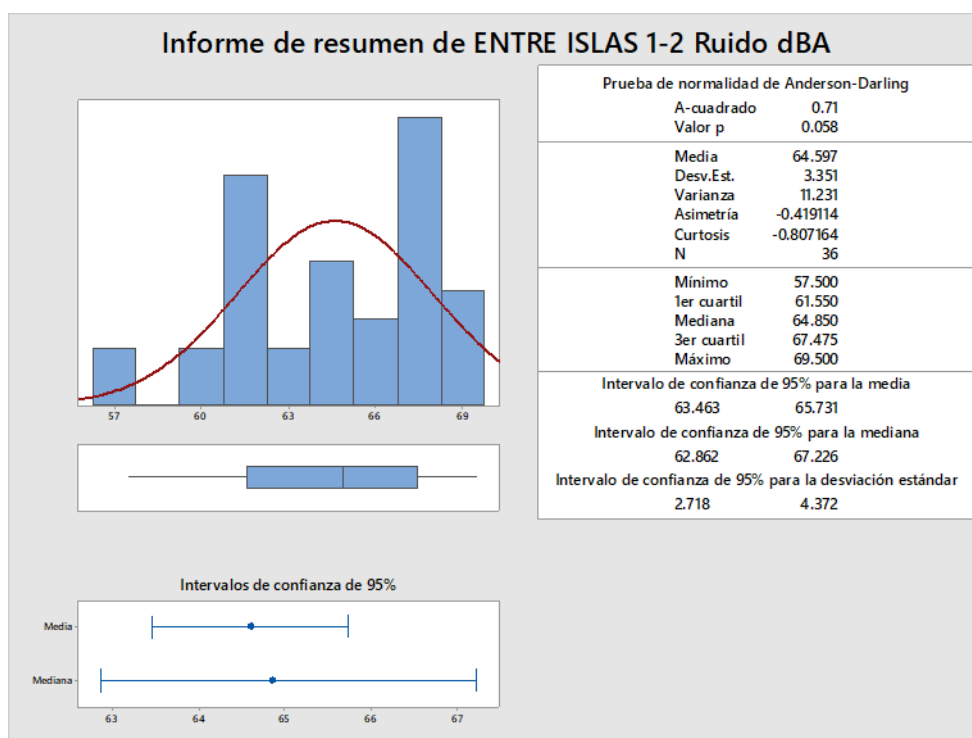 Informe de resumen de ENTRE ISLAS 1-2 Ruido dBA
57 60 63 66 69
Prueba de normalidad de Anderson-Darling
A-cuadrado 0.71
Valor p 0.058
Media 64.597
Desv.Est. 3.351
Varianza 11.231
Asimetría -0.419114
Curtosis -0.807164
N 36
Mínimo 57.500
1er cuartil 61.550
Mediana 64.850
3er cuartil 67.475
Máximo 69.500
Intervalo de confianza de 95% para la media
63.463 65.731
Intervalo de confianza de 95% para la mediana
62.862 67.226
Intervalo de confianza de 95% para la desviación estándar
2.718 4.372
Intervalos de confianza de 95%
Media
Mediana
63 64 65 66 67